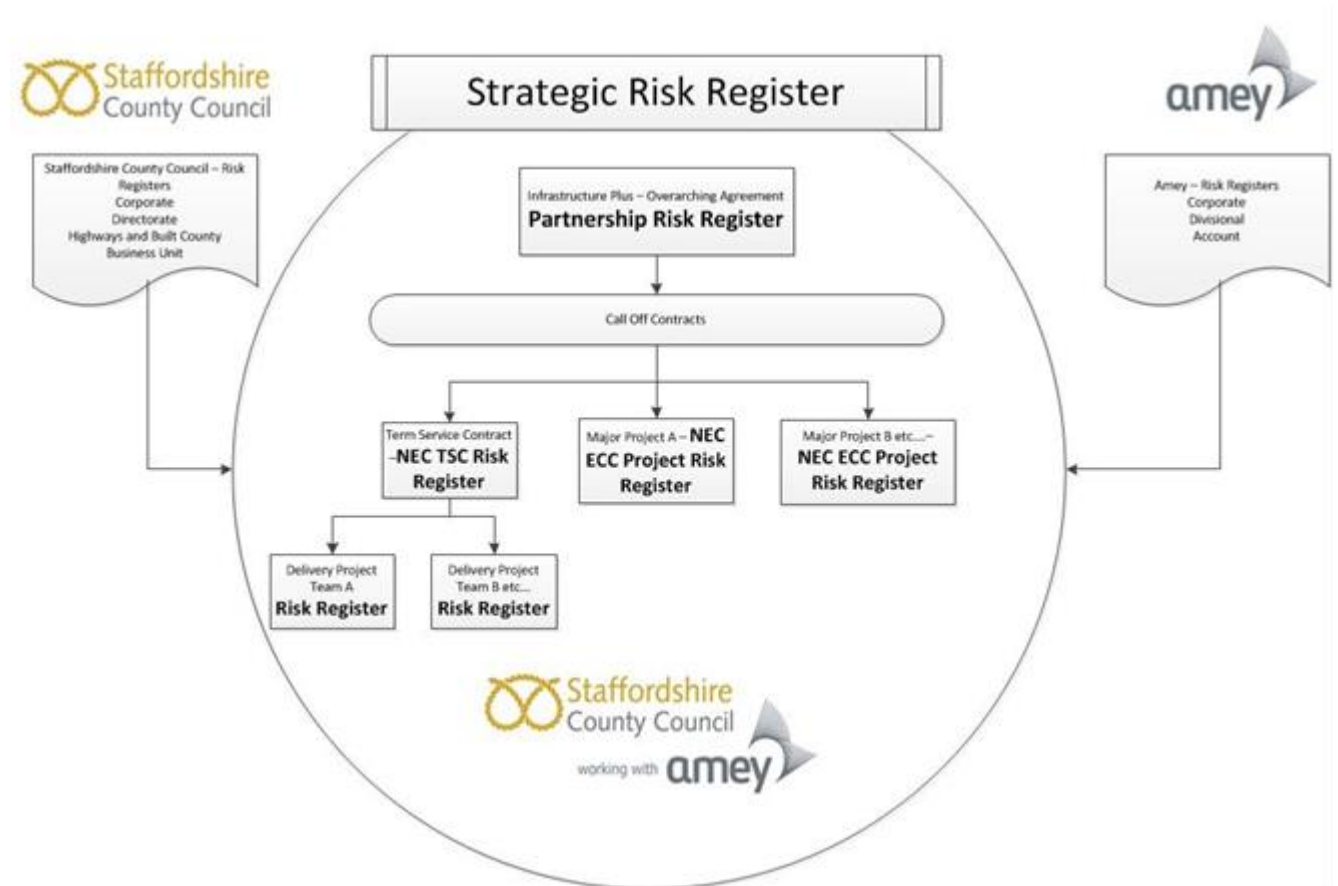 Staffordshire
County Council
Strategic Risk Register
amey
Staffordshire County Council – Risk
Registers
Corporate
Directorate
Highways and Built County
Business Unit
Infrastructure Plus – Overarching Agreement
Partnership Risk Register
Amey – Risk Registers
Corporate
Divisional
Account
Call Off Contracts
Term Service Contract
–NEC TSC Risk
Register
Major Project A – NEC
ECC Project Risk
Register
Major Project B etc....–
NEC ECC Project
Risk Register
Delivery Project
Team A
Risk Register
Delivery Project
Team B etc...
Risk Register
Staffordshire
County Council
working with amey